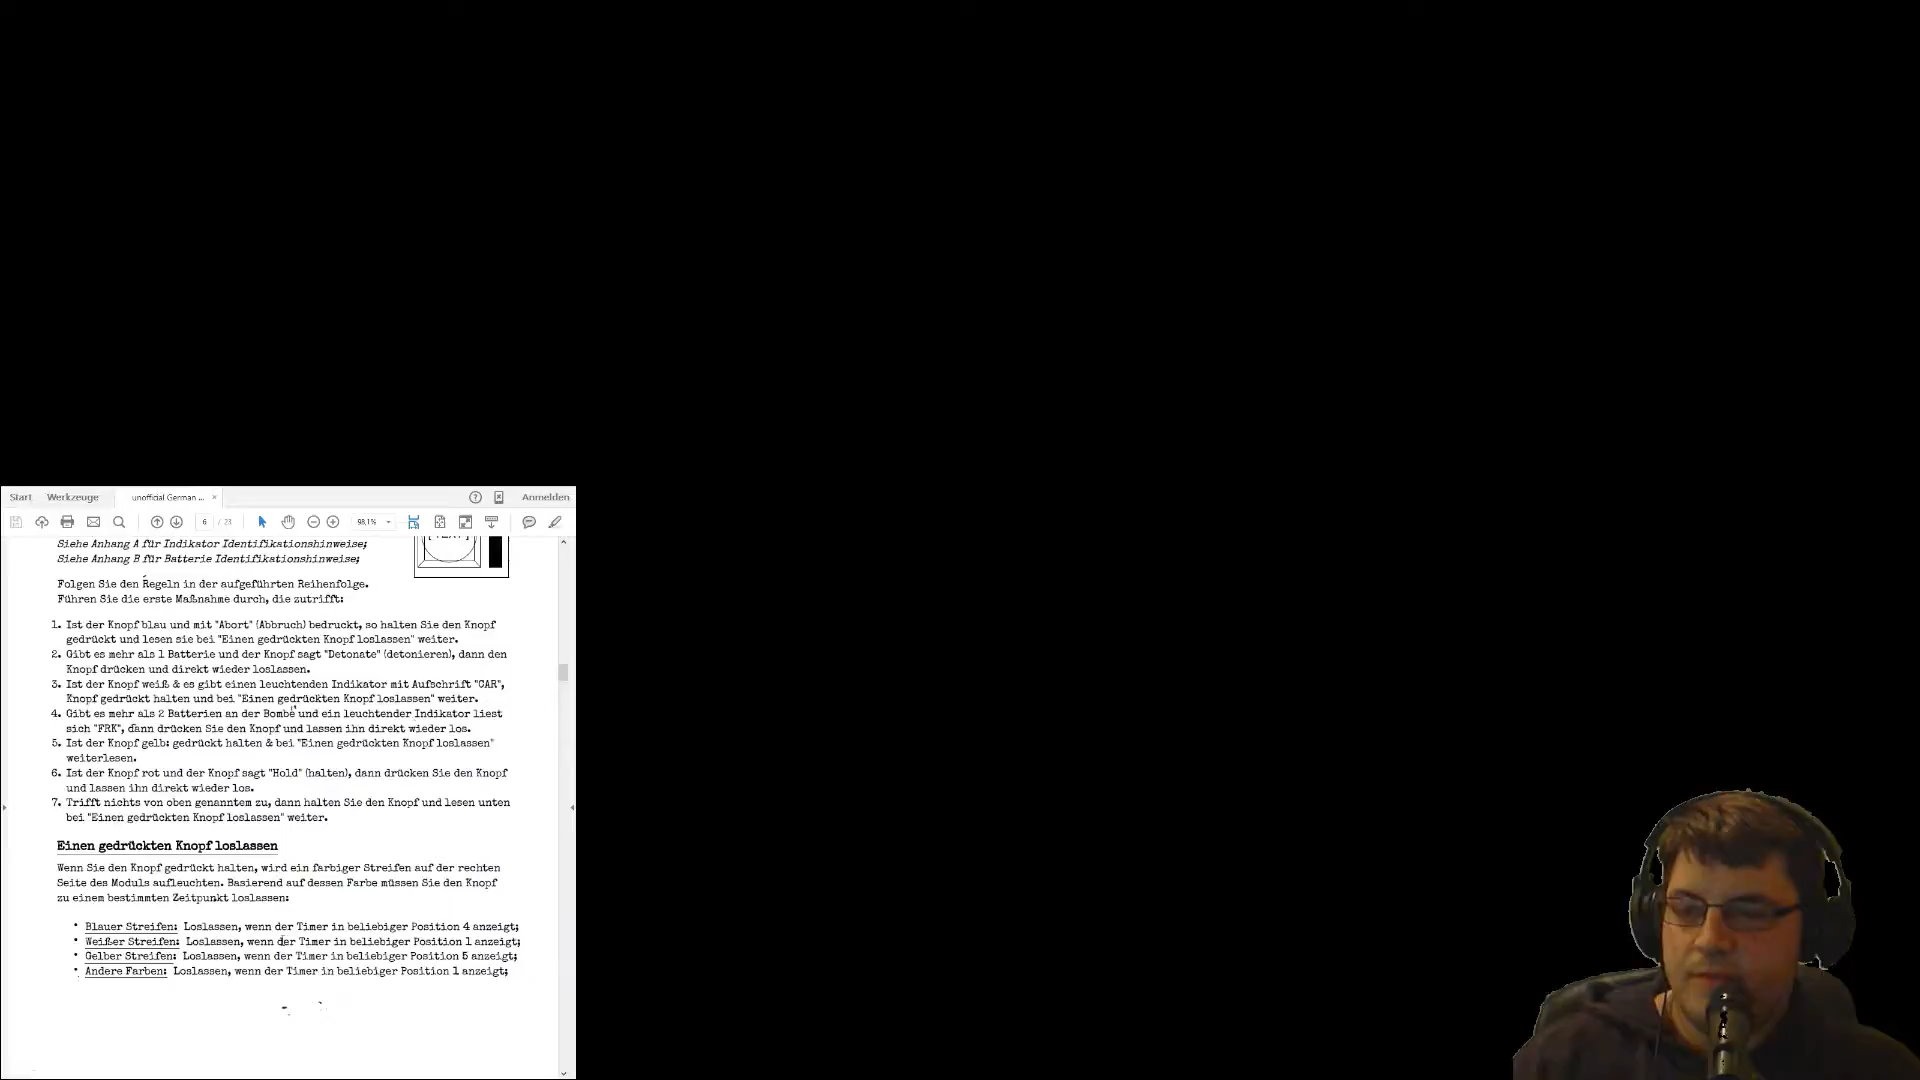 Start Werkzeuge unofficial German ... × Anmelden
6 / 23 98,1%
Siehe Anhang A für Indikator Identifikationshinweise;
Siehe Anhang B für Batterie Identifikationshinweise;
Folgen Sie den Regeln in der aufgeführten Reihenfolge.
Führen Sie die erste Maßnahme durch, die zutrifft:
1. Ist der Knopf blau und mit "Abort" (Abbruch) bedruckt, so halten Sie den Knopf
gedrückt und lesen sie bei "Einen gedrückten Knopf loslassen" weiter.
2. Gibt es mehr als 1 Batterie und der Knopf sagt "Detonate" (detonieren), dann den
Knopf drücken und direkt wieder loslassen.
3. Ist der Knopf weiß & es gibt einen leuchtenden Indikator mit Aufschrift "CAR",
Knopf gedrückt halten und bei "Einen gedrückten Knopf loslassen" weiter.
4. Gibt es mehr als 2 Batterien an der Bombe und ein leuchtender Indikator liest
sich "FRK", dann drücken Sie den Knopf und lassen ihn direkt wieder los.
5. Ist der Knopf gelb: gedrückt halten & bei "Einen gedrückten Knopf loslassen"
weiterlesen.
6. Ist der Knopf rot und der Knopf sagt "Hold" (halten), dann drücken Sie den Knopf
und lassen ihn direkt wieder los.
7. Trifft nichts von oben genanntem zu, dann halten Sie den Knopf und lesen unten
bei "Einen gedrückten Knopf loslassen" weiter.
Einen gedrückten Knopf loslassen
Wenn Sie den Knopf gedrückt halten, wird ein farbiger Streifen auf der rechten
Seite des Moduls aufleuchten. Basierend auf dessen Farbe müssen Sie den Knopf
zu einem bestimmten Zeitpunkt loslassen:
• Blauer Streifen: Loslassen, wenn der Timer in beliebiger Position 4 anzeigt;
• Weißer Streifen: Loslassen, wenn der Timer in beliebiger Position 1 anzeigt;
• Gelber Streifen: Loslassen, wenn der Timer in beliebiger Position 5 anzeigt;
• Andere Farben: Loslassen, wenn der Timer in beliebiger Position 1 anzeigt;